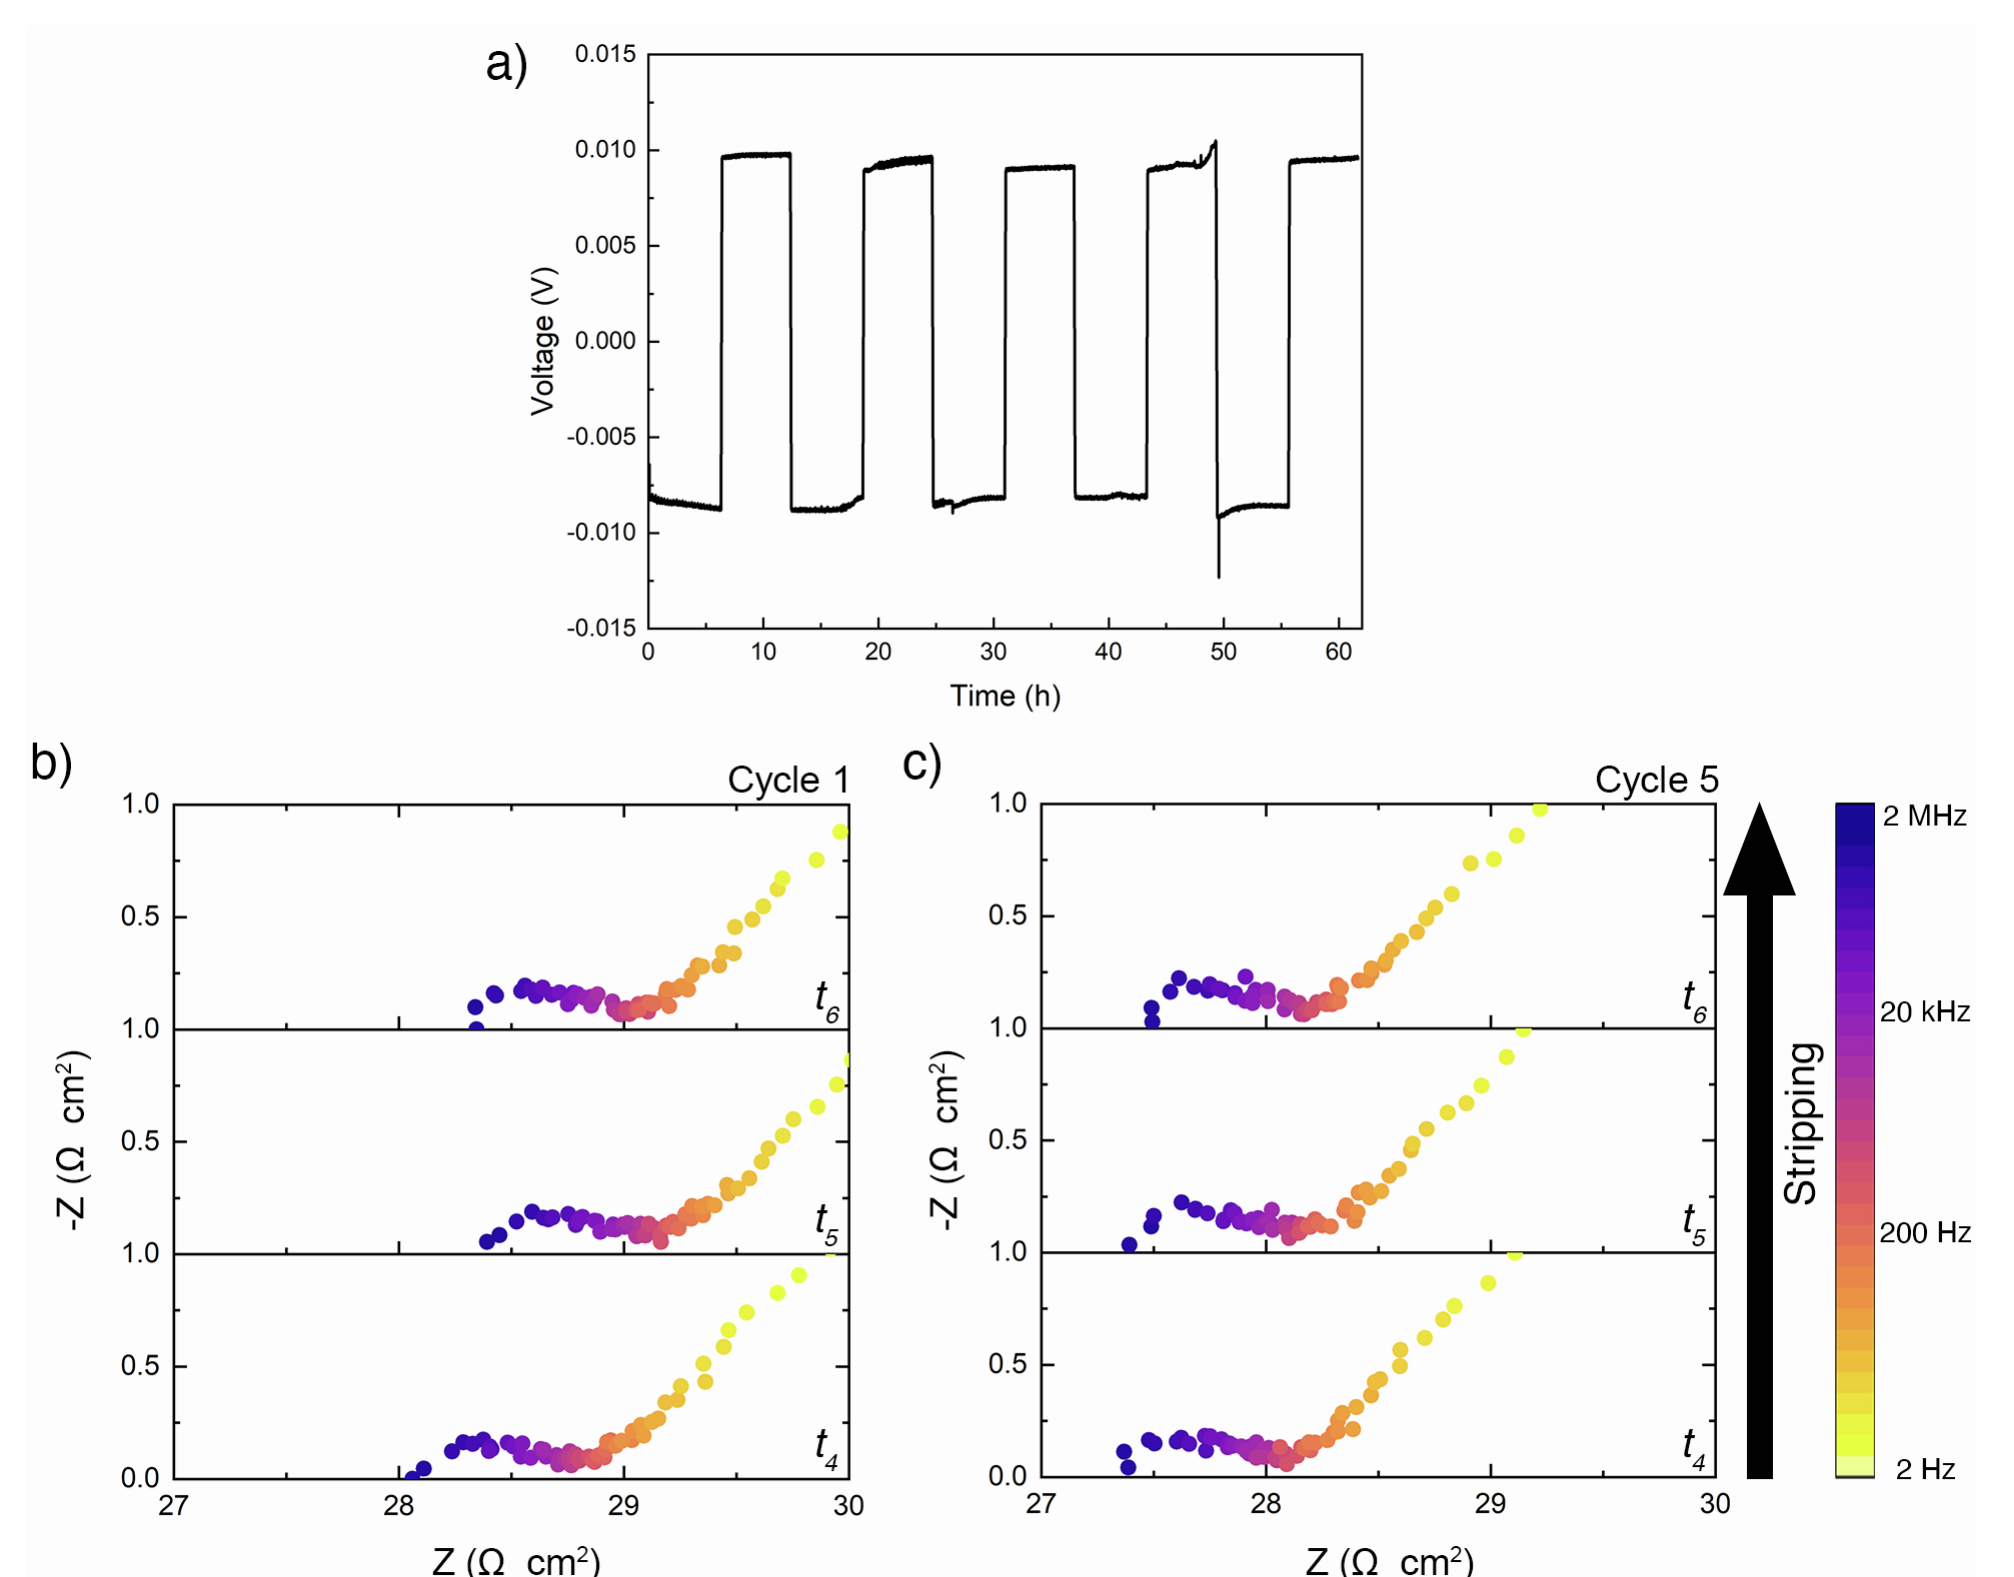 a)
0.015
0.010
0.005
0.000
-0.005
-0.010
-0.015
Voltage (V)
0 10 20 30 40 50 60
Time (h)
b)
Cycle 1
1.0
0.5
t6
1.0
0.5
t5
1.0
0.5
t4
0.0
-Z (Ω cm²)
27 28 29 30
Z (Ω cm²)
c)
Cycle 5
1.0
0.5
t6
1.0
0.5
t5
1.0
0.5
t4
0.0
-Z (Ω cm²)
27 28 29 30
Z (Ω cm²)
Stripping
2 MHz
20 kHz
200 Hz
2 Hz